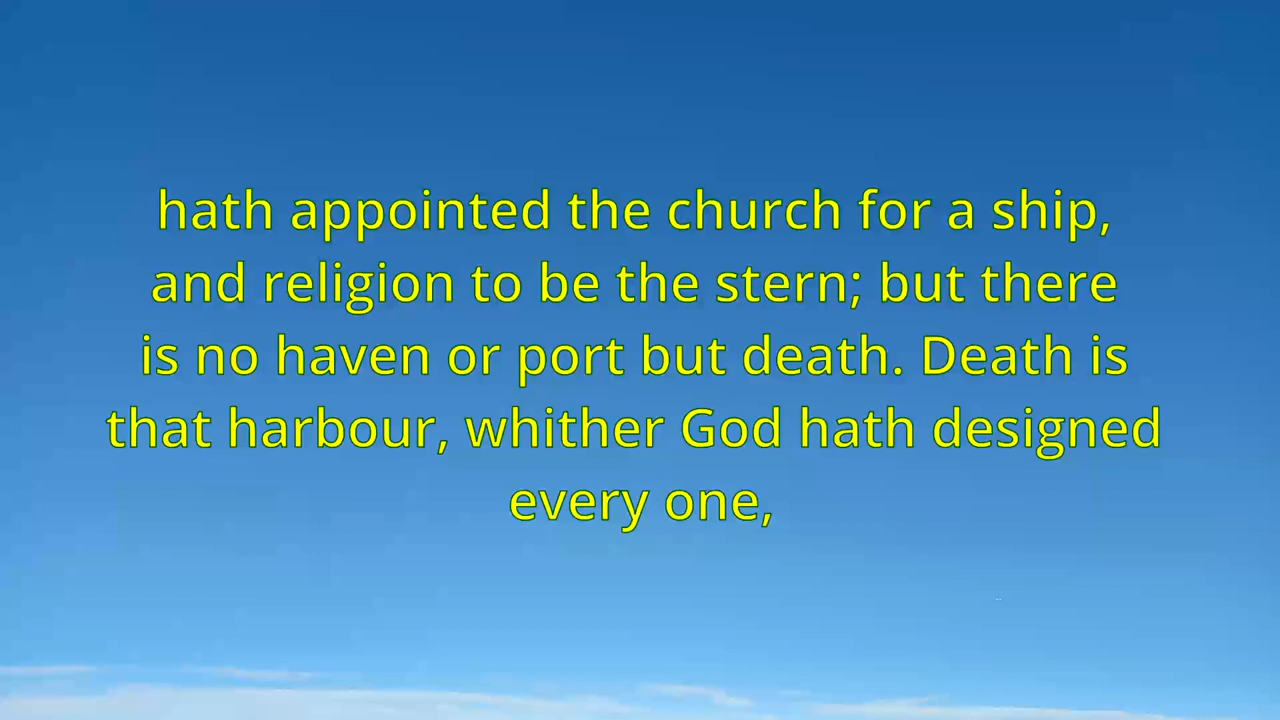 hath appointed the church for a ship,
and religion to be the stern; but there
is no haven or port but death. Death is
that harbour, whither God hath designed
every one,